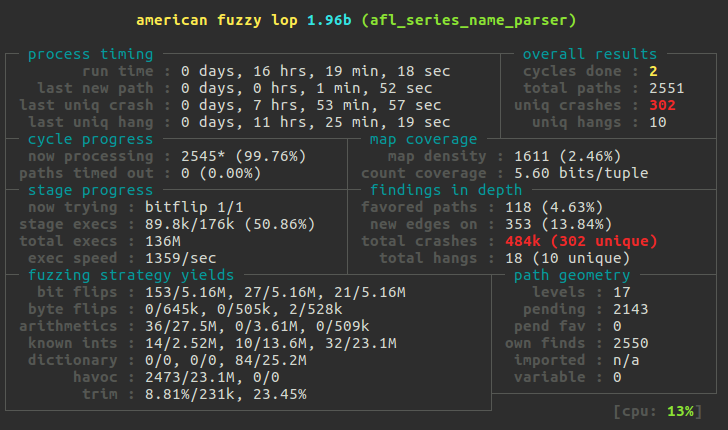 american fuzzy lop 1.96b (afl_series_name_parser)
process timing
run time : 0 days, 16 hrs, 19 min, 18 sec
last new path : 0 days, 0 hrs, 1 min, 52 sec
last uniq crash : 0 days, 7 hrs, 53 min, 57 sec
last uniq hang : 0 days, 11 hrs, 25 min, 19 sec
overall results
cycles done : 2
total paths : 2551
uniq crashes : 302
uniq hangs : 10
cycle progress
now processing : 2545* (99.76%)
paths timed out : 0 (0.00%)
map coverage
map density : 1611 (2.46%)
count coverage : 5.60 bits/tuple
stage progress
now trying : bitflip 1/1
stage execs : 89.8k/176k (50.86%)
total execs : 136M
exec speed : 1359/sec
findings in depth
favored paths : 118 (4.63%)
new edges on : 353 (13.84%)
total crashes : 484k (302 unique)
total hangs : 18 (10 unique)
fuzzing strategy yields
bit flips : 153/5.16M, 27/5.16M, 21/5.16M
byte flips : 0/645k, 0/505k, 2/528k
arithmetics : 36/27.5M, 0/3.61M, 0/509k
known ints : 14/2.52M, 10/13.6M, 32/23.1M
dictionary : 0/0, 0/0, 84/25.2M
havoc : 2473/23.1M, 0/0
trim : 8.81%/231k, 23.45%
path geometry
levels : 17
pending : 2143
pend fav : 0
own finds : 2550
imported : n/a
variable : 0
[cpu: 13%]